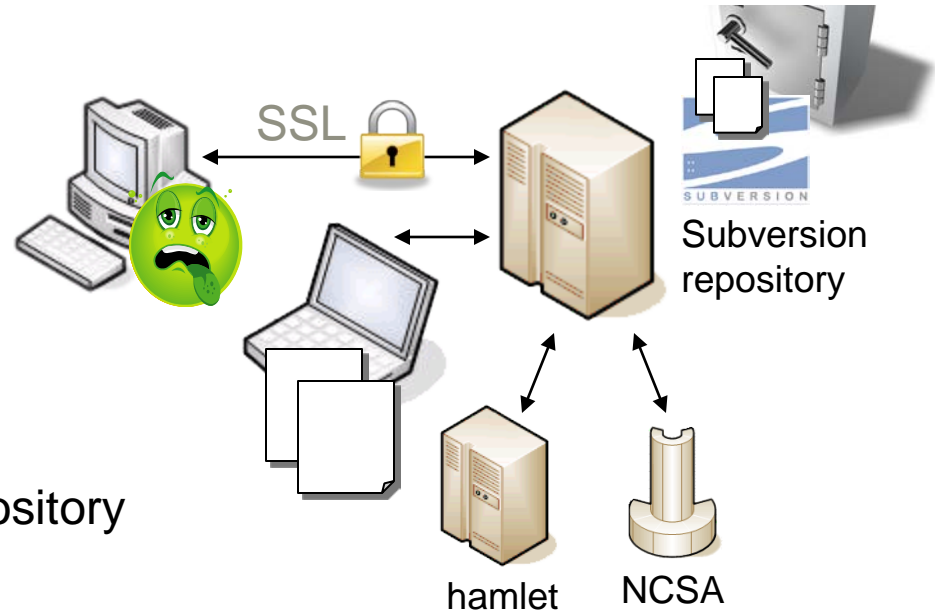 SSL
SUBVERSION
Subversion
repository
ository
hamlet
NCSA